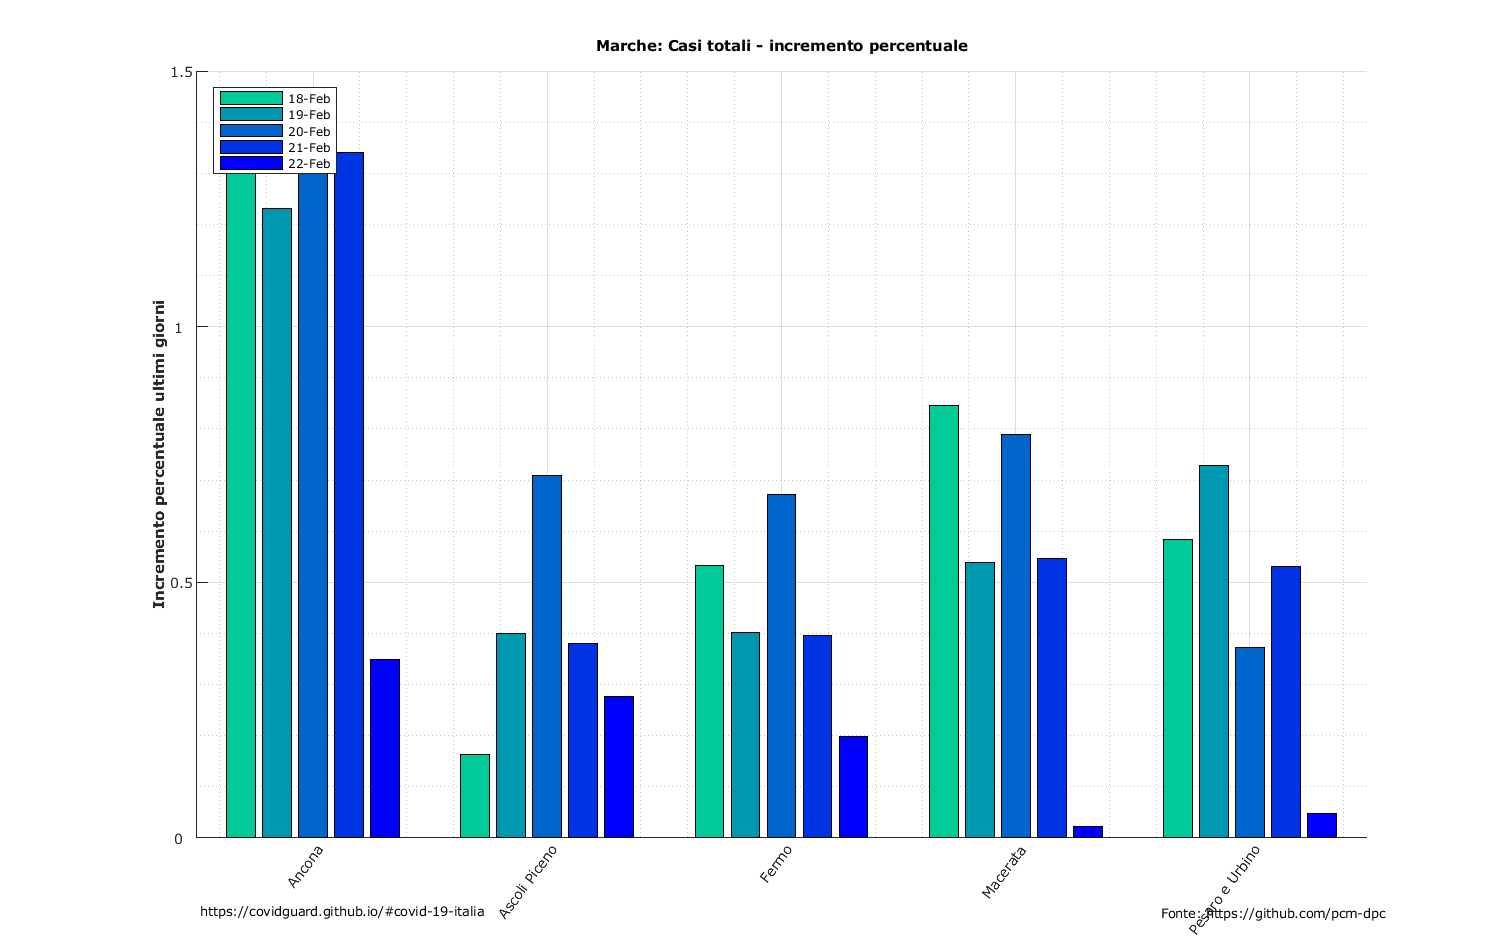 Marche: Casi totali - incremento percentuale
Incremento percentuale ultimi giorni
1.5
1
0.5
0
18-Feb
19-Feb
20-Feb
21-Feb
22-Feb
Ancona
Ascoli Piceno
Fermo
Macerata
Pesaro e Urbino
https://covidguard.github.io/#covid-19-italia
Fonte: https://github.com/pcm-dpc